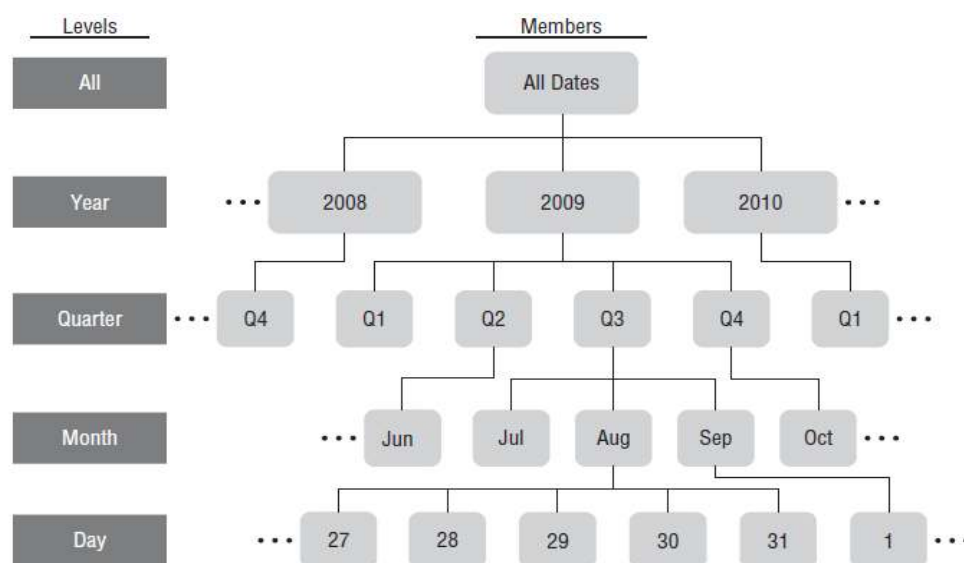 Levels Members
All All Dates
Year ••• 2008 2009 2010 •••
Quarter ••• Q4 Q1 Q2 Q3 Q4 Q1 •••
Month ••• Jun Jul Aug Sep Oct •••
Day ••• 27 28 29 30 31 1 •••